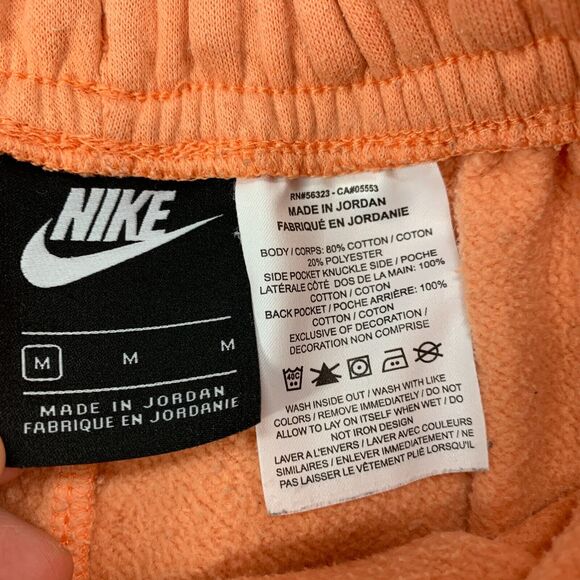 NIKE
M M M
MADE IN JORDAN
FABRIQUE EN JORDANIE
RN#56323 - CA#05553
MADE IN JORDAN
FABRIQUÉ EN JORDANIE
BODY / CORPS: 80% COTTON / COTON
20% POLYESTER
SIDE POCKET KNUCKLE SIDE / POCHE
LATÉRALE CÔTÉ DOS DE LA MAIN: 100%
COTTON / COTON
BACK POCKET / POCHE ARRIÈRE: 100%
COTTON / COTON
EXCLUSIVE OF DECORATION /
DECORATION NON COMPRISE
40C
WASH INSIDE OUT / WASH WITH LIKE
COLORS / REMOVE IMMEDIATELY / DO NOT
ALLOW TO LAY ON ITSELF WHEN WET / DO
NOT IRON DESIGN
LAVER A L'ENVERS / LAVER AVEC COULEURS
SIMILAIRES / ENLEVER IMMEDIATEMENT / NE
PAS LAISSER LE VÊTEMENT PLIÉ LORSQU'IL